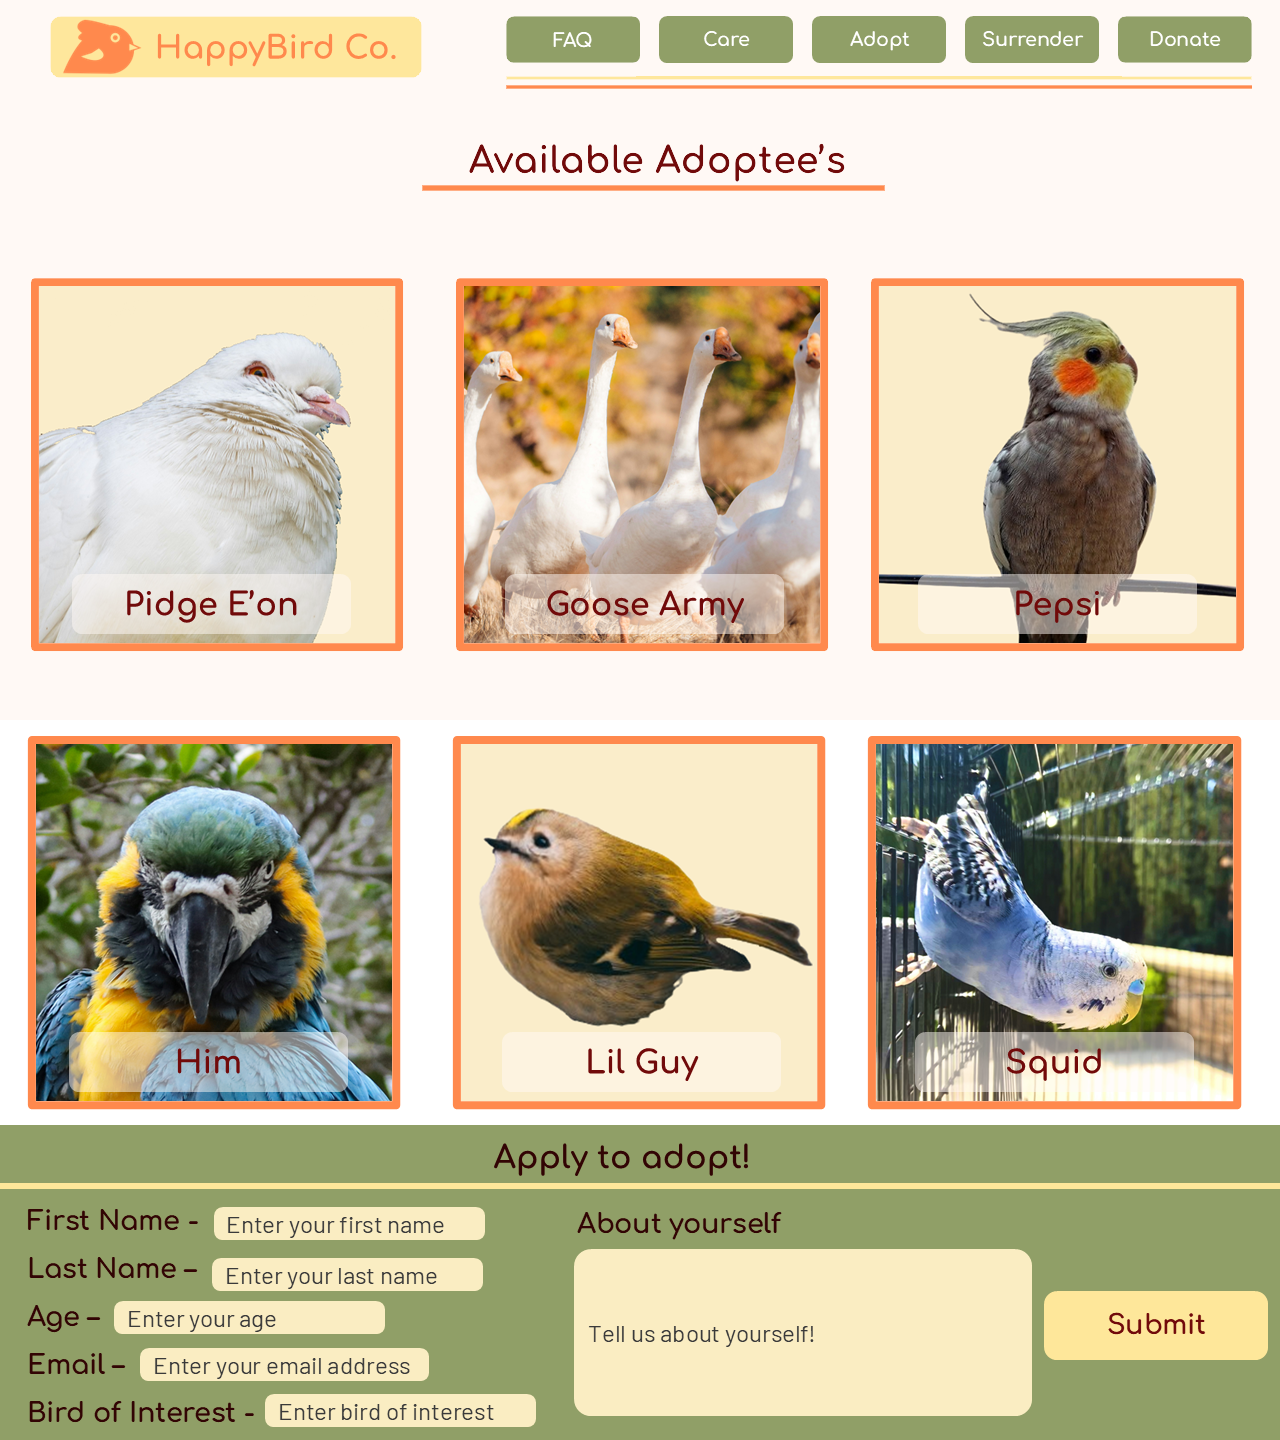 HappyBird Co.
FAQ
Care
Adopt
Surrender
Donate
Available Adoptee’s
Pidge E’on
Goose Army
Pepsi
Him
Lil Guy
Squid
Apply to adopt!
First Name - Enter your first name
Last Name – Enter your last name
Age – Enter your age
Email – Enter your email address
Bird of Interest - Enter bird of interest
About yourself
Tell us about yourself!
Submit